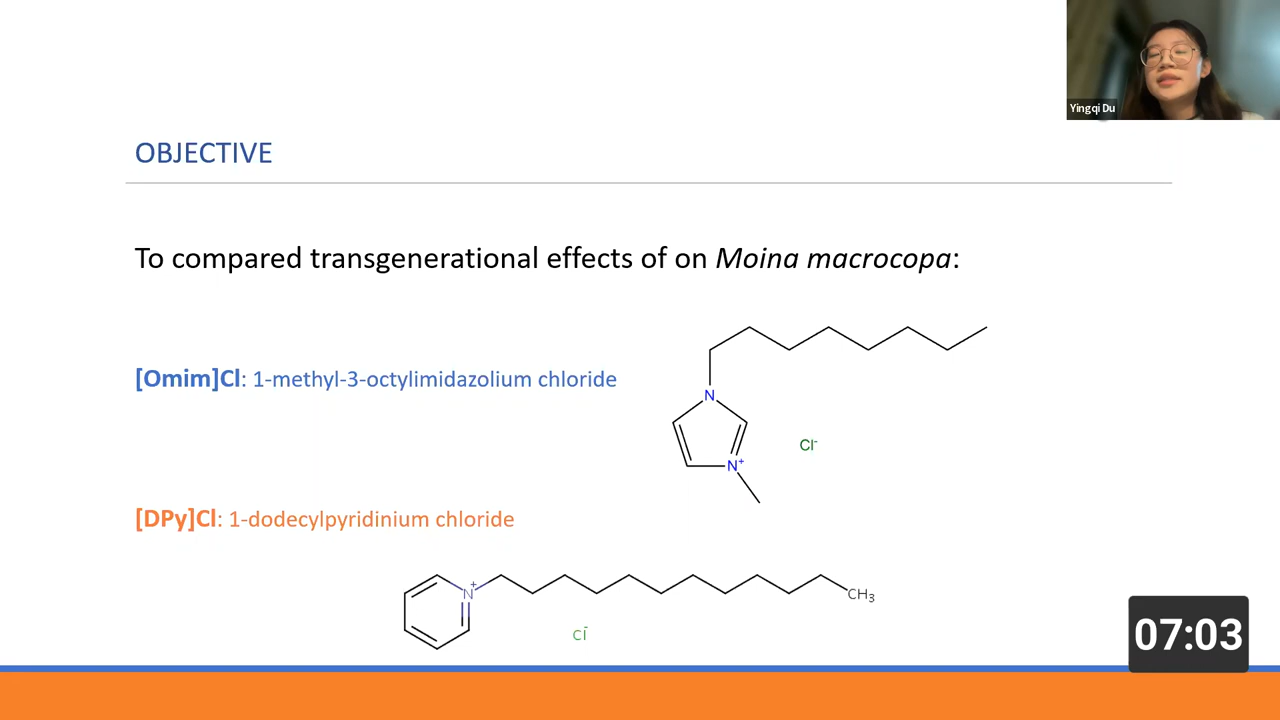 Yingqi Du
OBJECTIVE
To compared transgenerational effects of on Moina macrocopa:
[Omim]Cl: 1-methyl-3-octylimidazolium chloride
N
N+
Cl-
[DPy]Cl: 1-dodecylpyridinium chloride
N+
CH3
Cl-
07:03